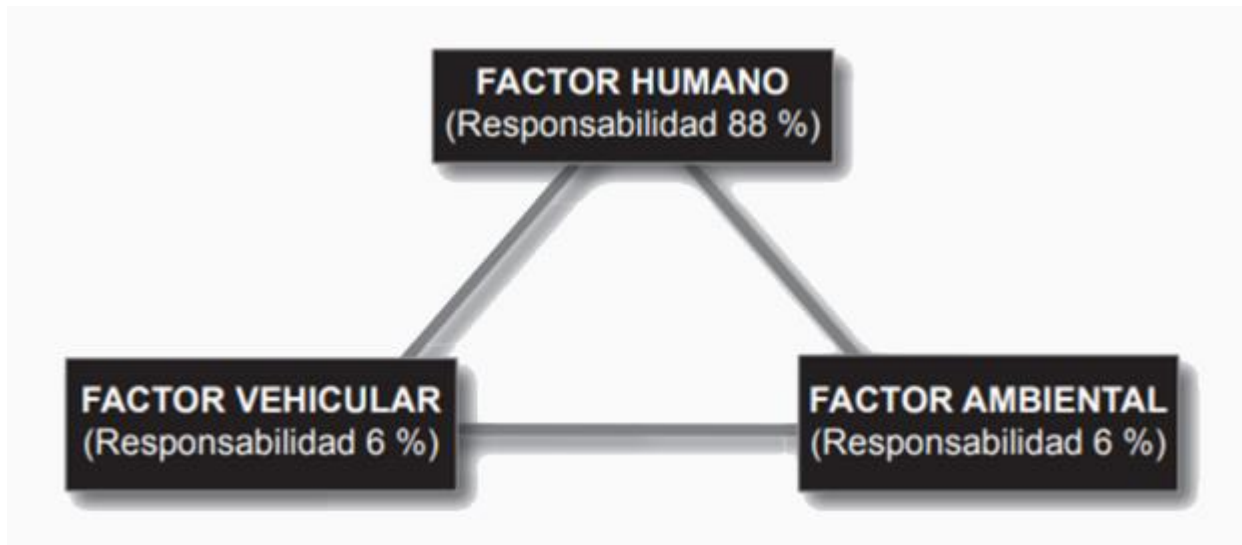 FACTOR HUMANO
(Responsabilidad 88 %)
FACTOR VEHICULAR
(Responsabilidad 6 %)
FACTOR AMBIENTAL
(Responsabilidad 6 %)